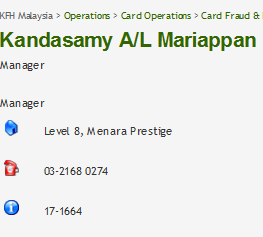 KFH Malaysia > Operations > Card Operations > Card Fraud &
Kandasamy A/L Mariappan
Manager
Manager
Level 8, Menara Prestige
03-2168 0274
17-1664